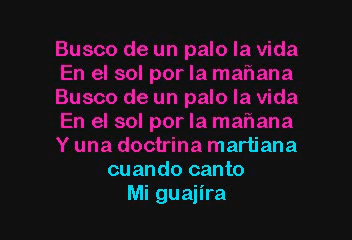 Busco de un palo la vida
En el sol por la mañana
Busco de un palo la vida
En el sol por la mañana
Y una doctrina martiana
cuando canto
Mi guajíra